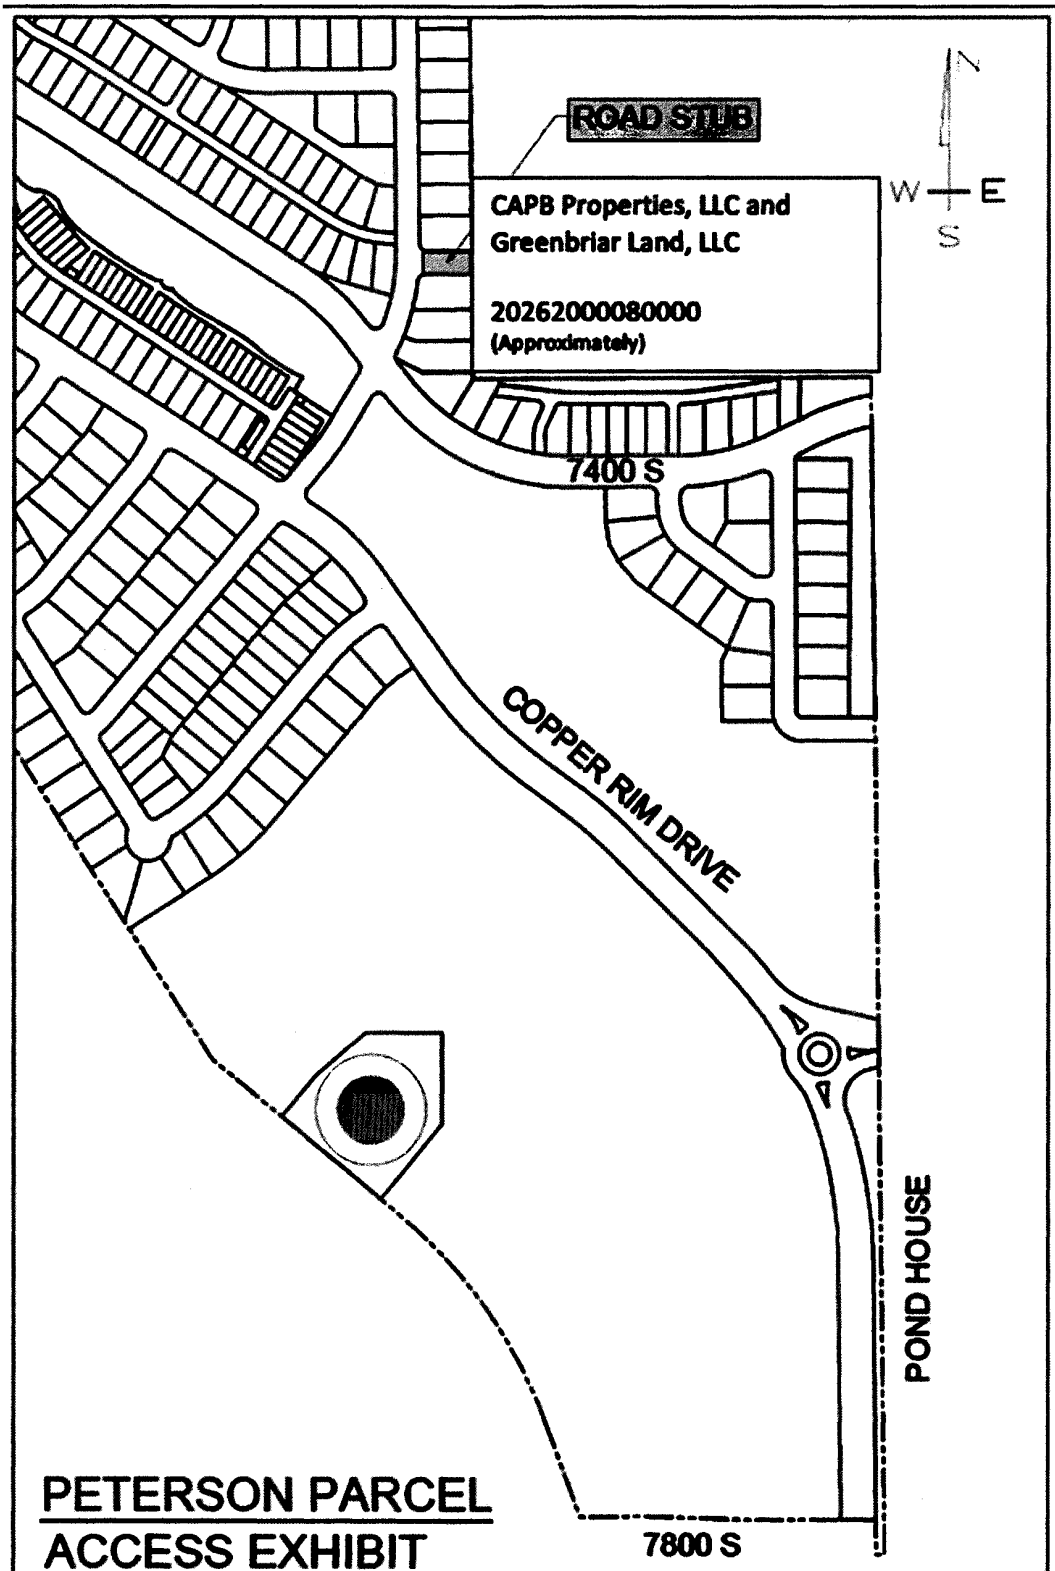 N
ROAD STUB
W E
S
CAPB Properties, LLC and
Greenbriar Land, LLC
20262000080000
(Approximately)
7400 S
COPPER RIM DRIVE
POND HOUSE
PETERSON PARCEL
ACCESS EXHIBIT
7800 S